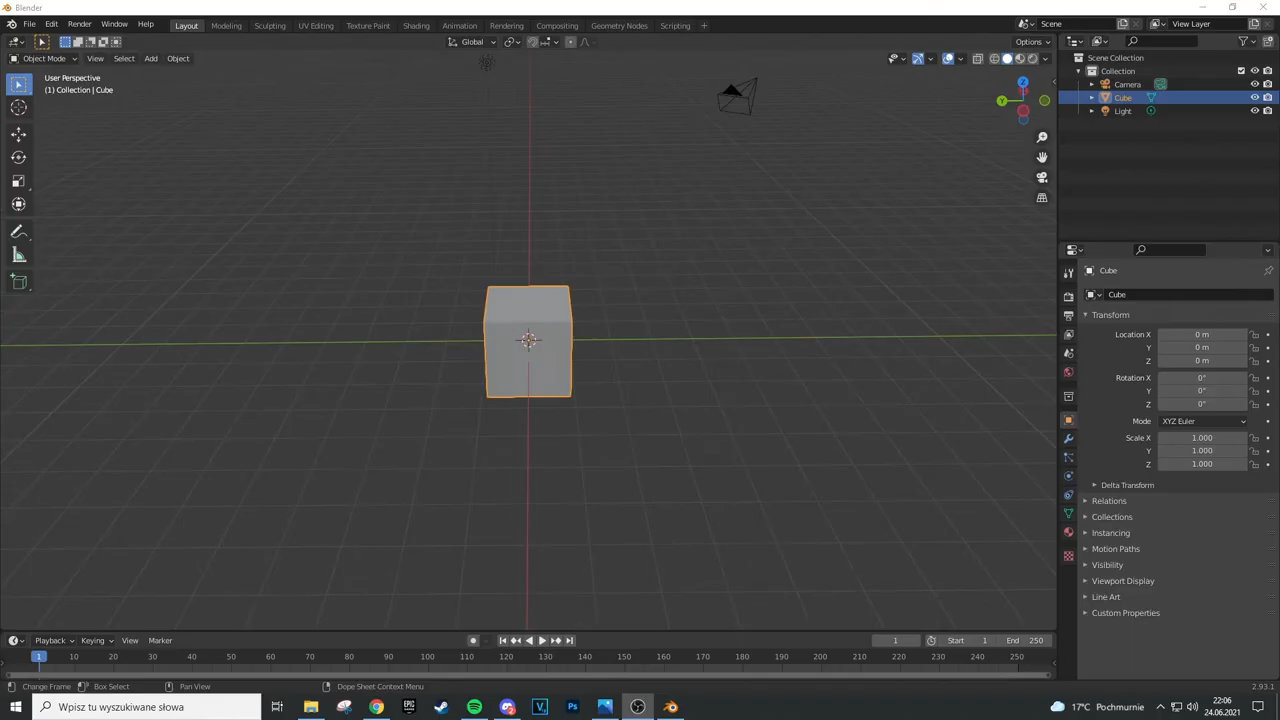 Blender
File Edit Render Window Help
Layout Modeling Sculpting UV Editing Texture Paint Shading Animation Rendering Compositing Geometry Nodes Scripting +
Scene
View Layer
Global
Options
Object Mode View Select Add Object
User Perspective
(1) Collection | Cube
Z
Y
Scene Collection
Collection
Camera
Cube
Light
Cube
Cube
Transform
Location X 0 m
Y 0 m
Z 0 m
Rotation X 0°
Y 0°
Z 0°
Mode XYZ Euler
Scale X 1.000
Y 1.000
Z 1.000
Delta Transform
Relations
Collections
Instancing
Motion Paths
Visibility
Viewport Display
Line Art
Custom Properties
Playback Keying View Marker
1
Start 1 End 250
1 10 20 30 40 50 60 70 80 90 100 110 120 130 140 150 160 170 180 190 200 210 220 230 240 250
Change Frame Box Select Pan View Dope Sheet Context Menu
2.93.1
Wpisz tu wyszukiwane słowa
EPIC
V
Ps
17°C Pochmurnie
22:06
24.06.2021